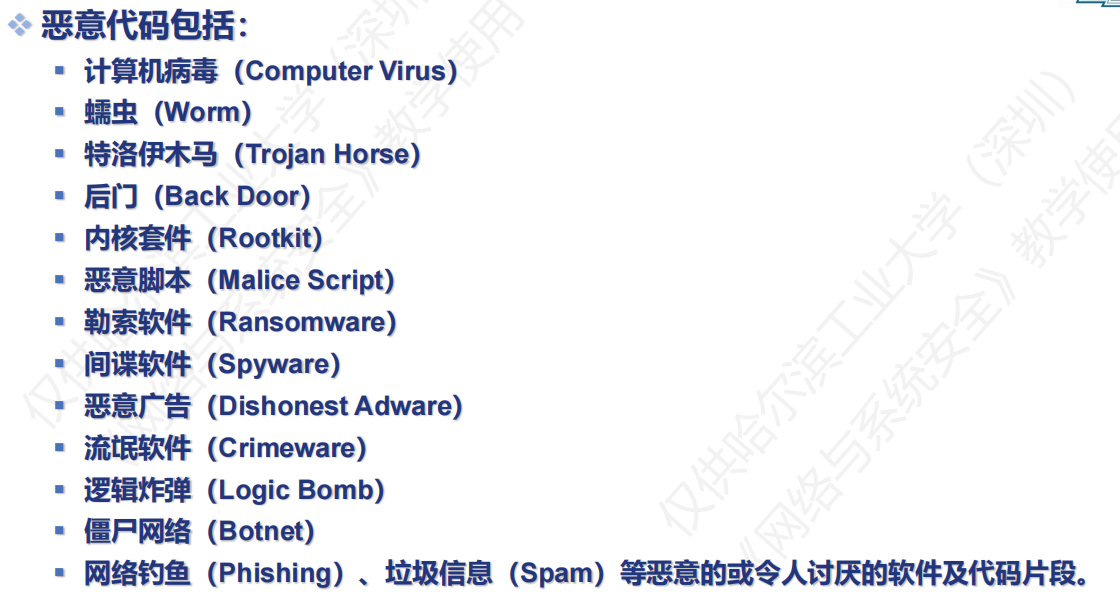 恶意代码包括：
计算机病毒（Computer Virus）
蠕虫（Worm）
特洛伊木马（Trojan Horse）
后门（Back Door）
内核套件（Rootkit）
恶意脚本（Malice Script）
勒索软件（Ransomware）
间谍软件（Spyware）
恶意广告（Dishonest Adware）
流氓软件（Crimeware）
逻辑炸弹（Logic Bomb）
僵尸网络（Botnet）
网络钓鱼（Phishing）、垃圾信息（Spam）等恶意的或令人讨厌的软件及代码片段。
仅供哈尔滨工业大学（深圳）
《网络与系统安全》教学使用
仅供哈尔滨工业大学（深圳）
《网络与系统安全》教学使